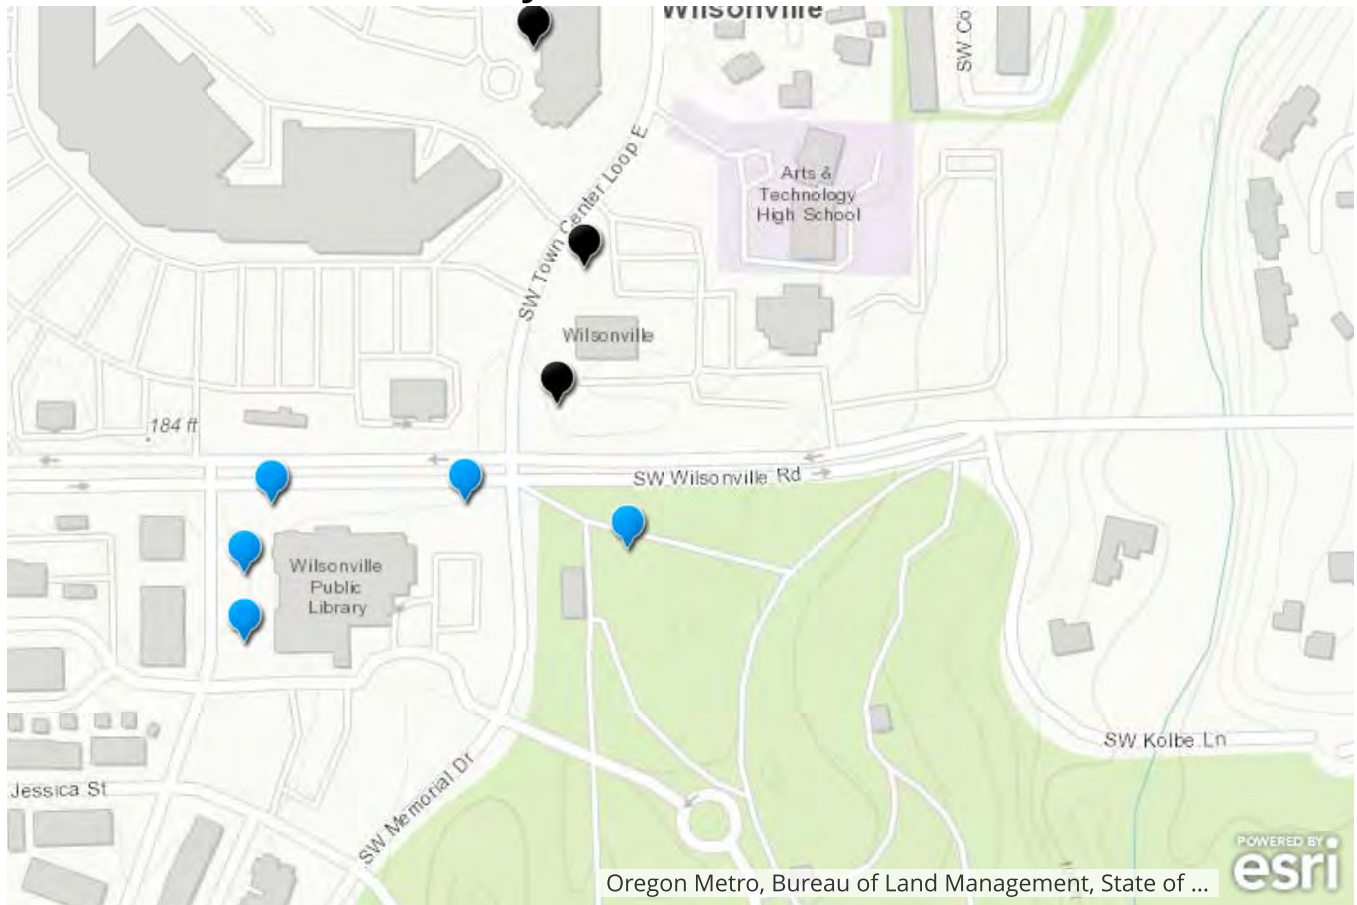 Wilsonville
SW Co
SW Town Center Loop E
Arts &
Technology
High School
Wilsonville
184 ft
SW Wilsonville Rd
Wilsonville
Public
Library
SW Kolbe Ln
Jessica St
SW Memorial Dr
POWERED BY
esri
Oregon Metro, Bureau of Land Management, State of ...